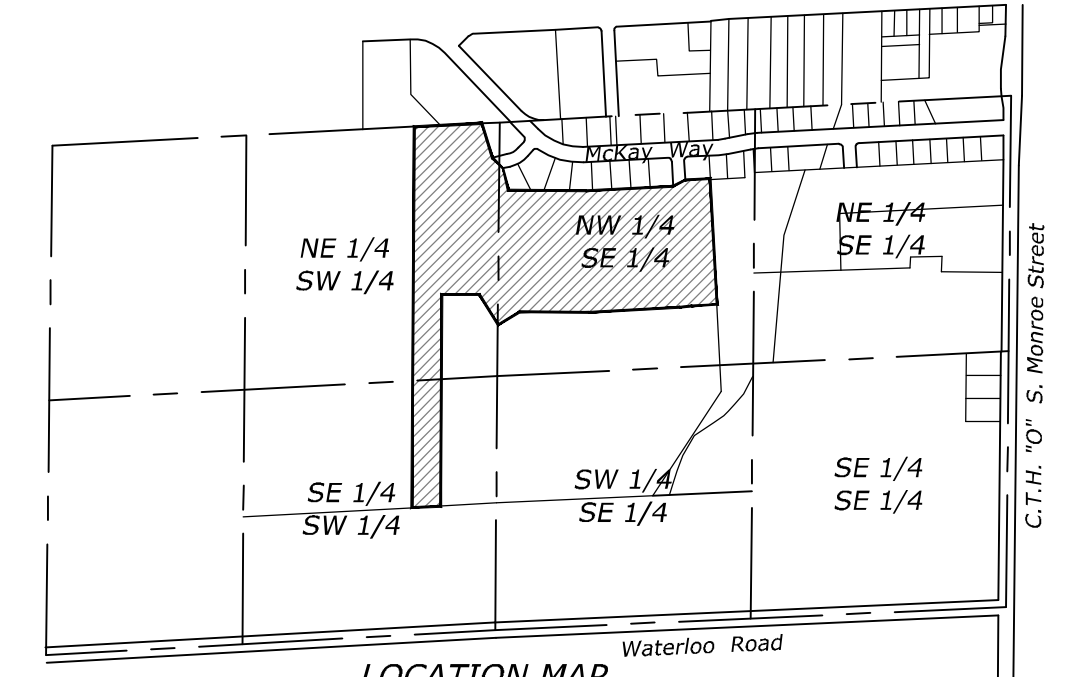 McKay Way
NW 1/4
SE 1/4
NE 1/4
SE 1/4
NE 1/4
SW 1/4
C.T.H. "O" S. Monroe Street
SE 1/4
SW 1/4
SW 1/4
SE 1/4
SE 1/4
SE 1/4
Waterloo Road
LOCATION MAP